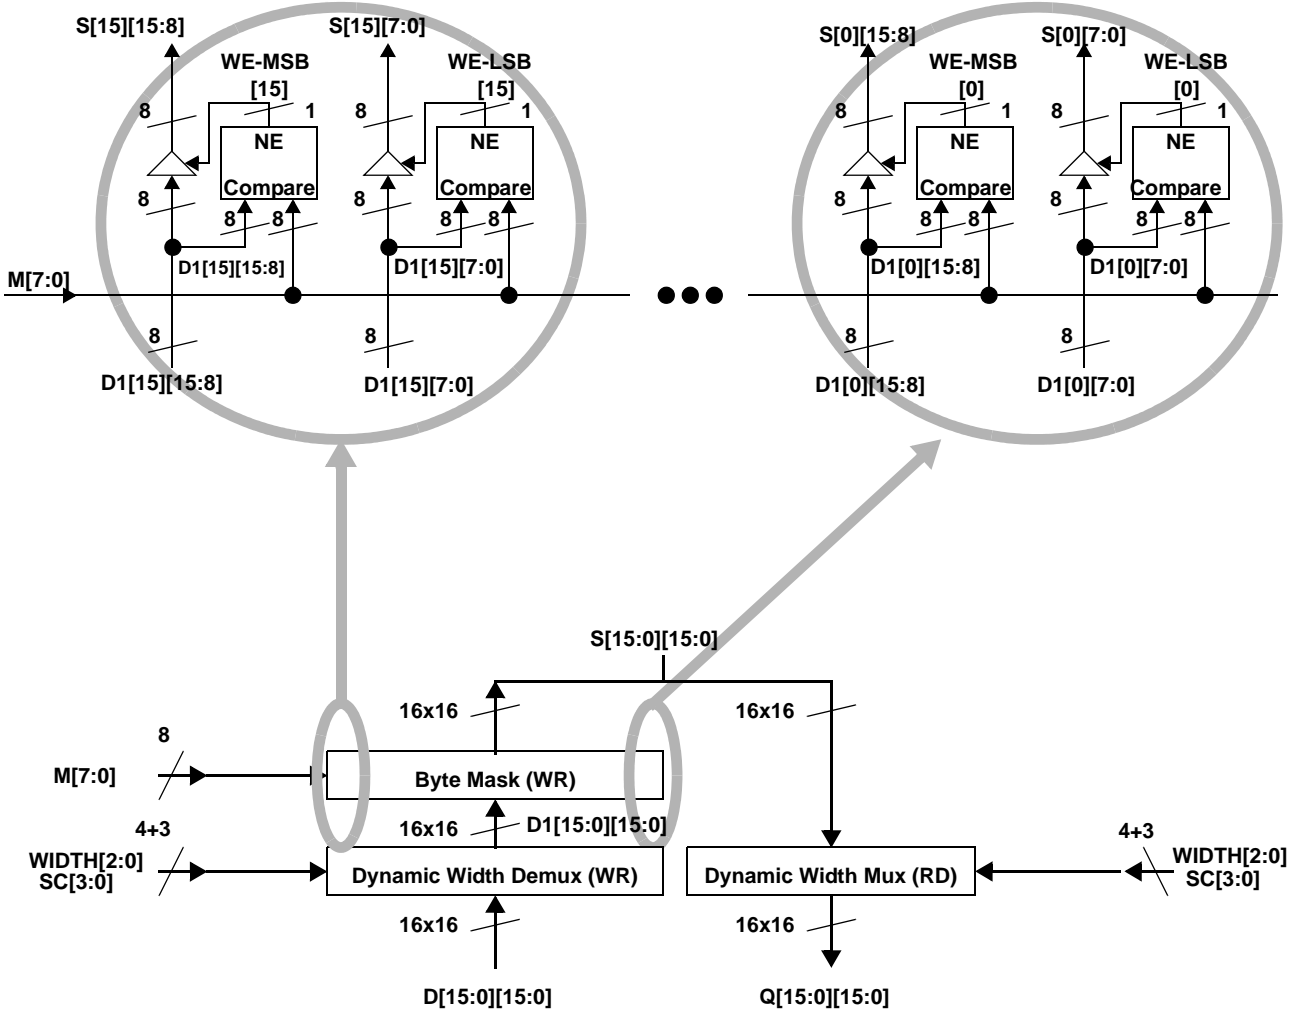 S[15][15:8]
S[15][7:0]
S[0][15:8]
S[0][7:0]
WE-MSB
[15]
WE-LSB
[15]
WE-MSB
[0]
WE-LSB
[0]
8
1
8
1
8
1
8
1
NE
NE
NE
NE
Compare
Compare
Compare
Compare
8
8
8
8
8
8
8
8
8
8
8
8
D1[15][15:8]
D1[15][7:0]
D1[0][15:8]
D1[0][7:0]
M[7:0]
8
8
8
8
D1[15][15:8]
D1[15][7:0]
D1[0][15:8]
D1[0][7:0]
S[15:0][15:0]
16x16
16x16
8
M[7:0]
Byte Mask (WR)
4+3
16x16
D1[15:0][15:0]
4+3
WIDTH[2:0]
SC[3:0]
Dynamic Width Demux (WR)
Dynamic Width Mux (RD)
WIDTH[2:0]
SC[3:0]
16x16
16x16
D[15:0][15:0]
Q[15:0][15:0]